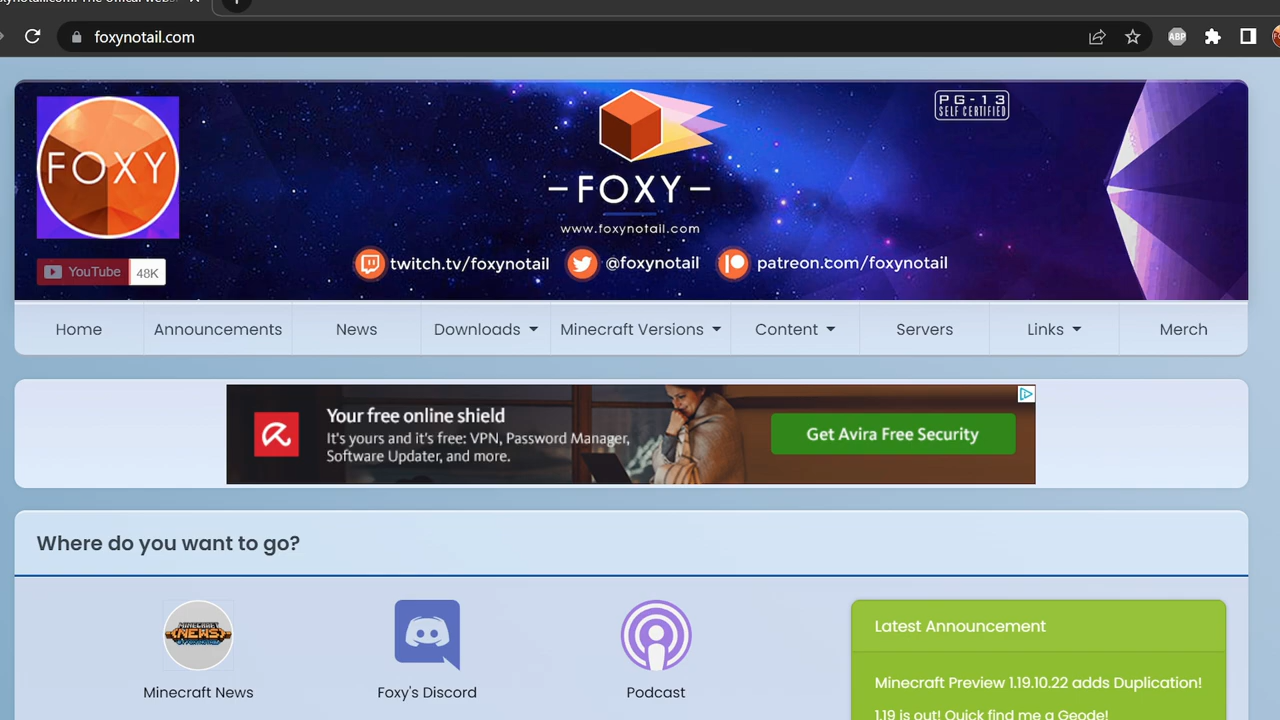 foxynotail.com
ABP
PG-13
SELF CERTIFIED
FOXY
FOXY
www.foxynotail.com
YouTube 48K
twitch.tv/foxynotail @foxynotail patreon.com/foxynotail
Home Announcements News Downloads Minecraft Versions Content Servers Links Merch
Your free online shield
It's yours and it's free: VPN, Password Manager,
Software Updater, and more.
Get Avira Free Security
Where do you want to go?
MINECRAFT
NEWS
Minecraft News
Foxy's Discord
Podcast
Latest Announcement
Minecraft Preview 1.19.10.22 adds Duplication!
1.19 is out! Quick find me a Geode!